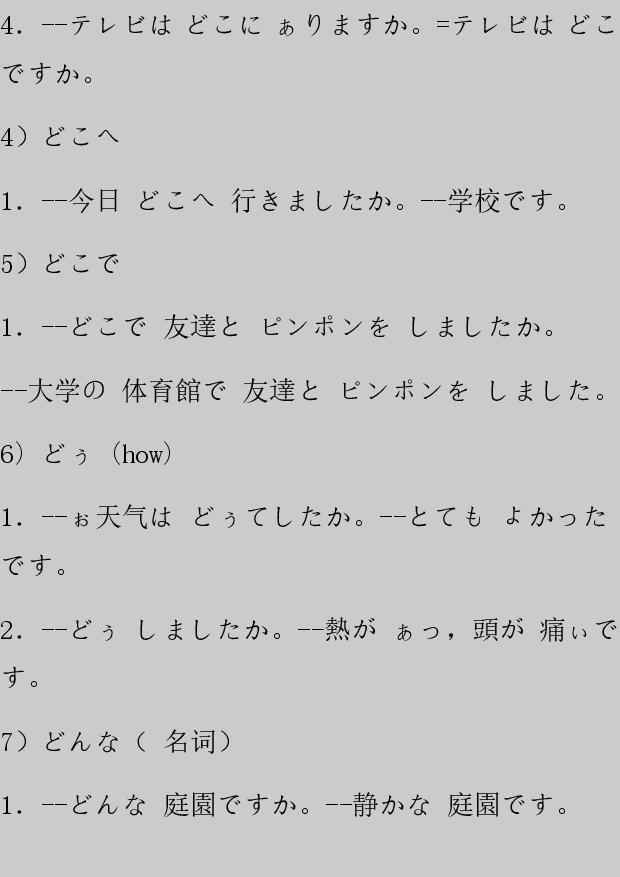 4. --テレビは どこに ぁりますか。=テレビは どこ
ですか。
4）どこへ
1. --今日 どこへ 行きましたか。--学校です。
5）どこで
1. --どこで 友達と ピンポンを しましたか。
--大学の 体育館で 友達と ピンポンを しました。
6） どぅ （how）
1. --ぉ天気は どぅてしたか。--とても よかった
です。
2. --どぅ しましたか。--熱が ぁっ，頭が 痛ぃで
す。
7）どんな（ 名词）
1. --どんな 庭園ですか。--静かな 庭園です。